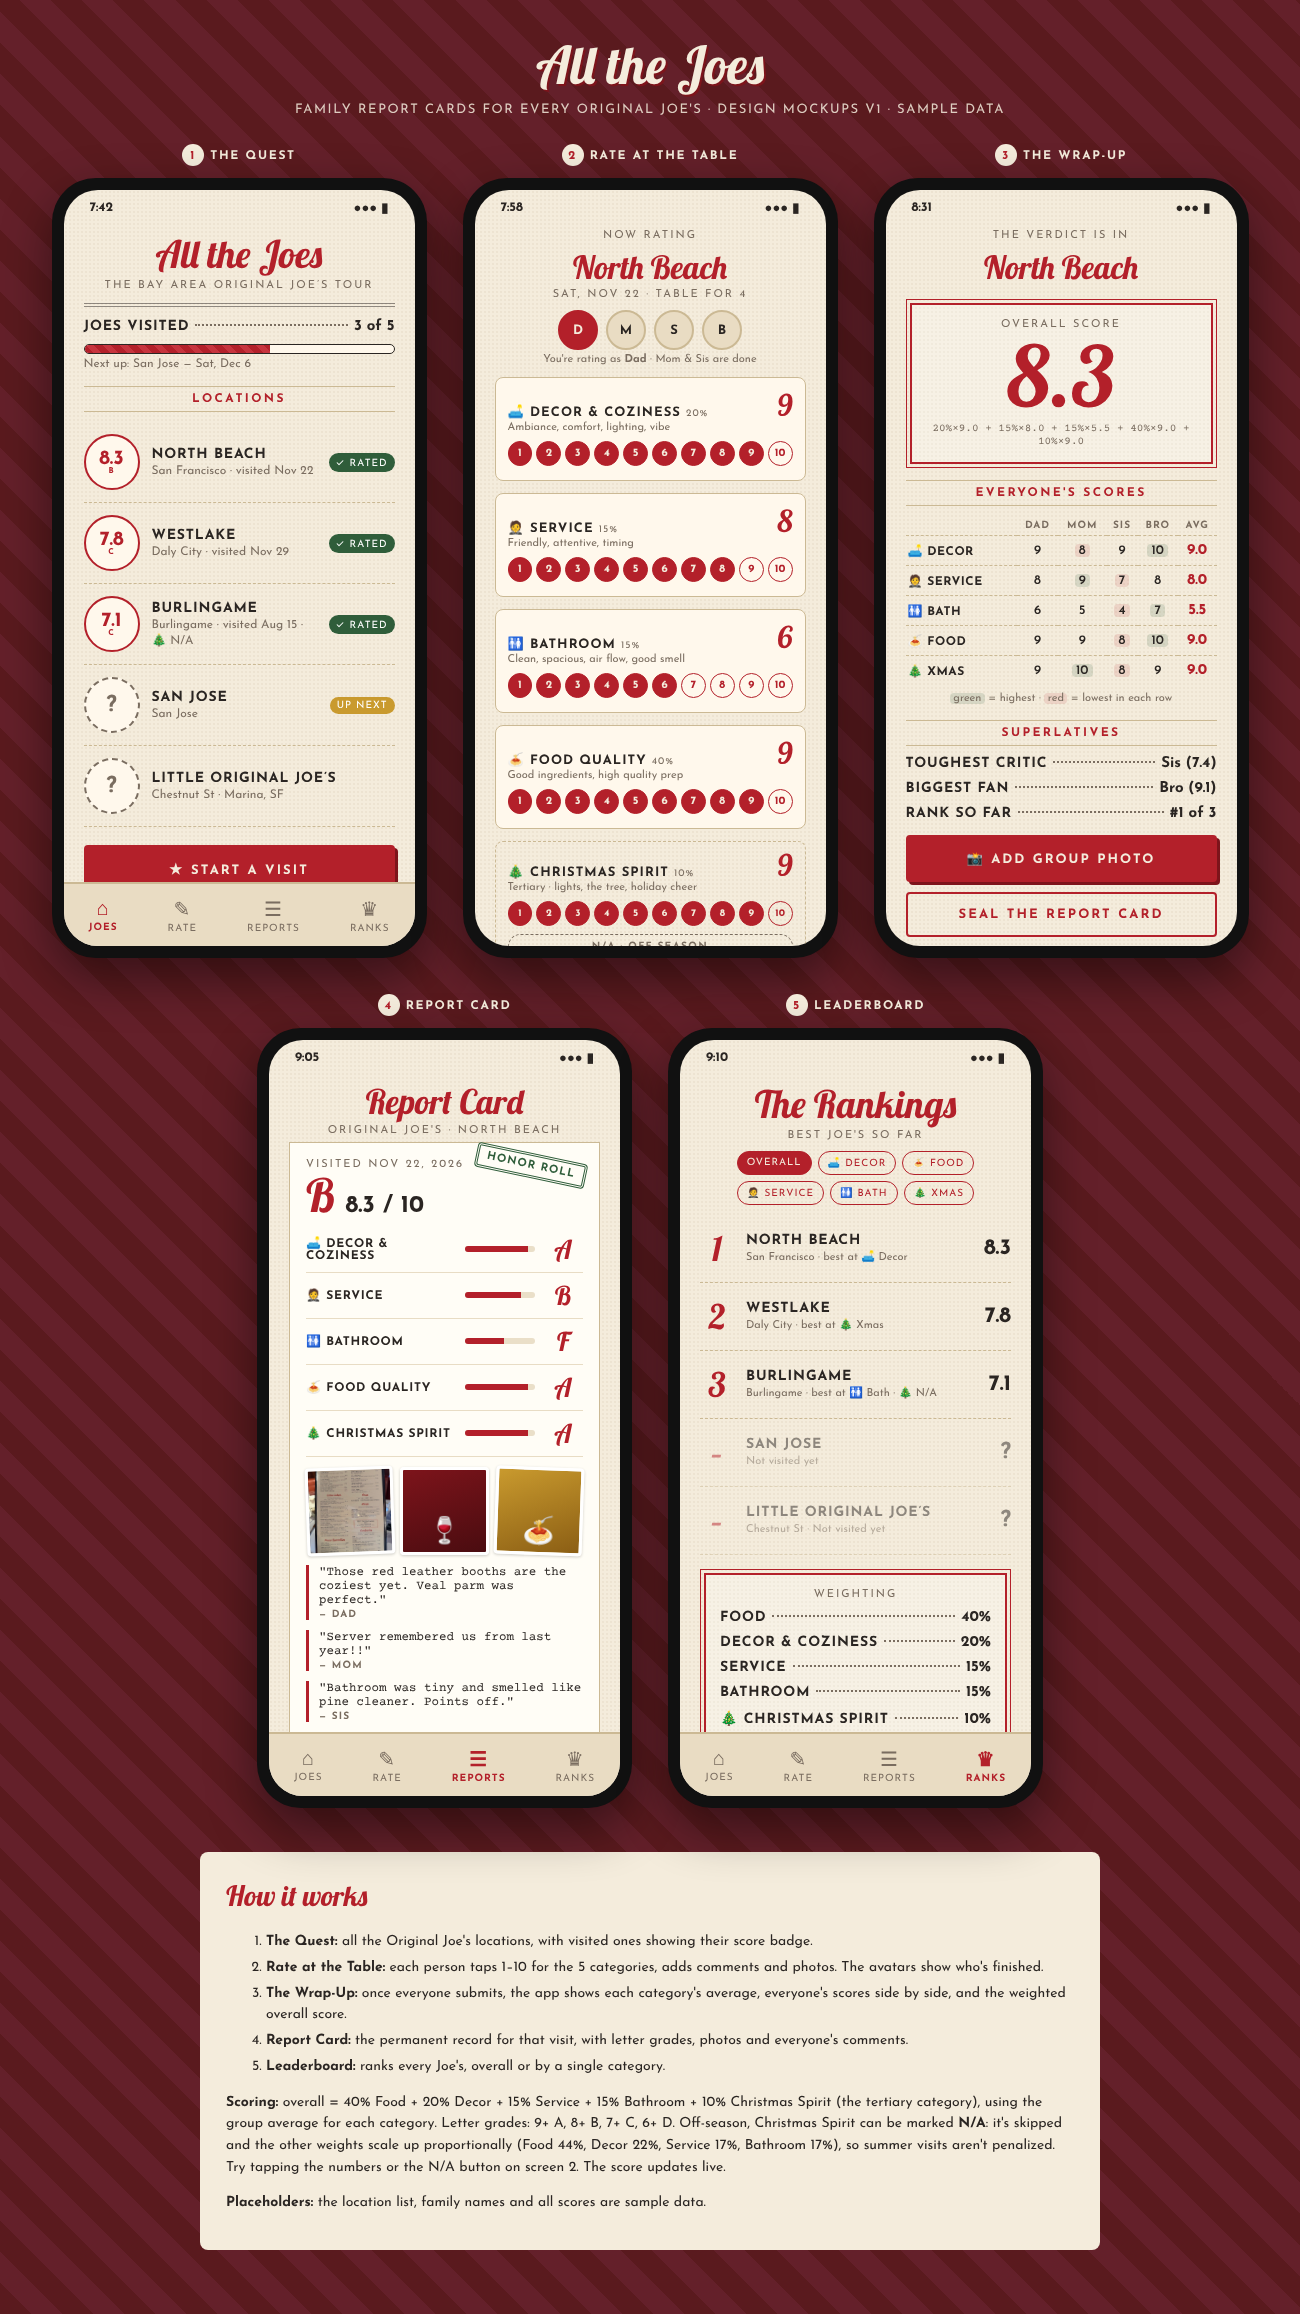 All the Joes
FAMILY REPORT CARDS FOR EVERY ORIGINAL JOE'S · DESIGN MOCKUPS V1 · SAMPLE DATA
1 THE QUEST
7:42
All the Joes
THE BAY AREA ORIGINAL JOE'S TOUR
JOES VISITED 3 of 5
Next up: San Jose — Sat, Dec 6
LOCATIONS
8.3
B
NORTH BEACH
San Francisco · visited Nov 22
✓ RATED
7.8
C
WESTLAKE
Daly City · visited Nov 29
✓ RATED
7.1
C
BURLINGAME
Burlingame · visited Aug 15 ·
🎄 N/A
✓ RATED
?
SAN JOSE
San Jose
UP NEXT
?
LITTLE ORIGINAL JOE'S
Chestnut St · Marina, SF
★ START A VISIT
JOES RATE REPORTS RANKS
2 RATE AT THE TABLE
7:58
NOW RATING
North Beach
SAT, NOV 22 · TABLE FOR 4
D M S B
You're rating as Dad · Mom & Sis are done
🛋️ DECOR & COZINESS 20% 9
Ambiance, comfort, lighting, vibe
1 2 3 4 5 6 7 8 9 10
🤵 SERVICE 15% 8
Friendly, attentive, timing
1 2 3 4 5 6 7 8 9 10
🚻 BATHROOM 15% 6
Clean, spacious, air flow, good smell
1 2 3 4 5 6 7 8 9 10
🍝 FOOD QUALITY 40% 9
Good ingredients, high quality prep
1 2 3 4 5 6 7 8 9 10
🎄 CHRISTMAS SPIRIT 10% 9
Tertiary · lights, the tree, holiday cheer
1 2 3 4 5 6 7 8 9 10
N/A · OFF SEASON
3 THE WRAP-UP
8:31
THE VERDICT IS IN
North Beach
OVERALL SCORE
8.3
20%×9.0 + 15%×8.0 + 15%×5.5 + 40%×9.0 +
10%×9.0
EVERYONE'S SCORES
DAD MOM SIS BRO AVG
🛋️ DECOR 9 8 9 10 9.0
🤵 SERVICE 8 9 7 8 8.0
🚻 BATH 6 5 4 7 5.5
🍝 FOOD 9 9 8 10 9.0
🎄 XMAS 9 10 8 9 9.0
green = highest · red = lowest in each row
SUPERLATIVES
TOUGHEST CRITIC Sis (7.4)
BIGGEST FAN Bro (9.1)
RANK SO FAR #1 of 3
📸 ADD GROUP PHOTO
SEAL THE REPORT CARD
4 REPORT CARD
9:05
Report Card
ORIGINAL JOE'S · NORTH BEACH
VISITED NOV 22, 2026
HONOR ROLL
B 8.3 / 10
🛋️ DECOR &
COZINESS A
🤵 SERVICE B
🚻 BATHROOM F
🍝 FOOD QUALITY A
🎄 CHRISTMAS SPIRIT A
"Those red leather booths are the
coziest yet. Veal parm was
perfect."
— DAD
"Server remembered us from last
year!!"
— MOM
"Bathroom was tiny and smelled like
pine cleaner. Points off."
— SIS
JOES RATE REPORTS RANKS
5 LEADERBOARD
9:10
The Rankings
BEST JOE'S SO FAR
OVERALL 🛋️ DECOR 🍝 FOOD
🤵 SERVICE 🚻 BATH 🎄 XMAS
1 NORTH BEACH 8.3
San Francisco · best at 🛋️ Decor
2 WESTLAKE 7.8
Daly City · best at 🎄 Xmas
3 BURLINGAME 7.1
Burlingame · best at 🚻 Bath · 🎄 N/A
– SAN JOSE ?
Not visited yet
– LITTLE ORIGINAL JOE'S ?
Chestnut St · Not visited yet
WEIGHTING
FOOD 40%
DECOR & COZINESS 20%
SERVICE 15%
BATHROOM 15%
🎄 CHRISTMAS SPIRIT 10%
JOES RATE REPORTS RANKS
How it works
1. The Quest: all the Original Joe's locations, with visited ones showing their score badge.
2. Rate at the Table: each person taps 1–10 for the 5 categories, adds comments and photos. The avatars show who's finished.
3. The Wrap-Up: once everyone submits, the app shows each category's average, everyone's scores side by side, and the weighted
overall score.
4. Report Card: the permanent record for that visit, with letter grades, photos and everyone's comments.
5. Leaderboard: ranks every Joe's, overall or by a single category.
Scoring: overall = 40% Food + 20% Decor + 15% Service + 15% Bathroom + 10% Christmas Spirit (the tertiary category), using the
group average for each category. Letter grades: 9+ A, 8+ B, 7+ C, 6+ D. Off-season, Christmas Spirit can be marked N/A: it's skipped
and the other weights scale up proportionally (Food 44%, Decor 22%, Service 17%, Bathroom 17%), so summer visits aren't penalized.
Try tapping the numbers or the N/A button on screen 2. The score updates live.
Placeholders: the location list, family names and all scores are sample data.